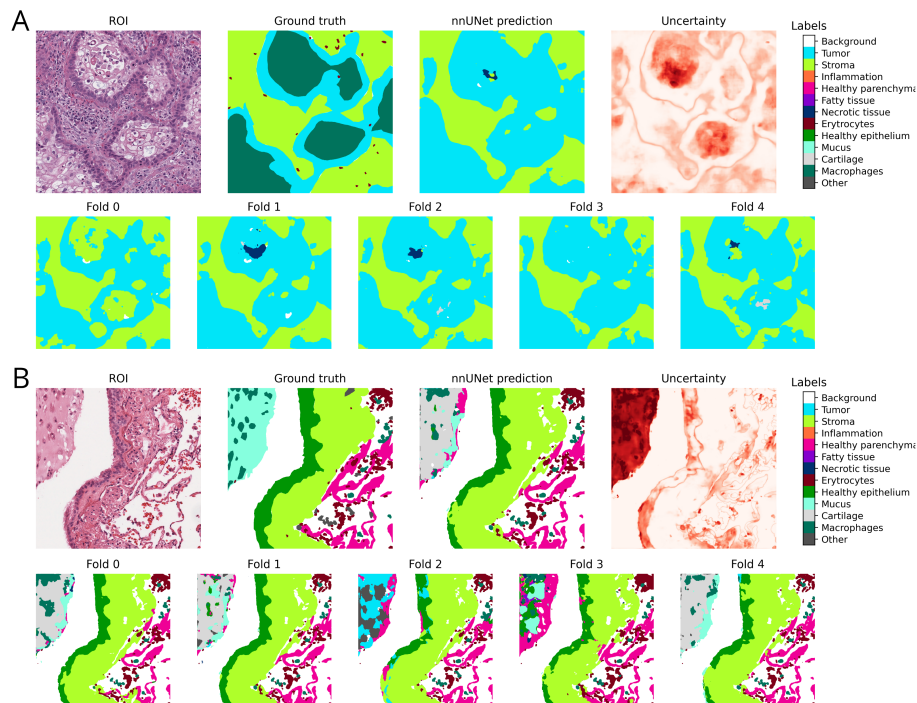 A
ROI
Ground truth
nnUNet prediction
Uncertainty
Labels
Background
Tumor
Stroma
Inflammation
Healthy parenchyma
Fatty tissue
Necrotic tissue
Erytrocytes
Healthy epithelium
Mucus
Cartilage
Macrophages
Other
Fold 0
Fold 1
Fold 2
Fold 3
Fold 4
B
ROI
Ground truth
nnUNet prediction
Uncertainty
Labels
Background
Tumor
Stroma
Inflammation
Healthy parenchyma
Fatty tissue
Necrotic tissue
Erytrocytes
Healthy epithelium
Mucus
Cartilage
Macrophages
Other
Fold 0
Fold 1
Fold 2
Fold 3
Fold 4